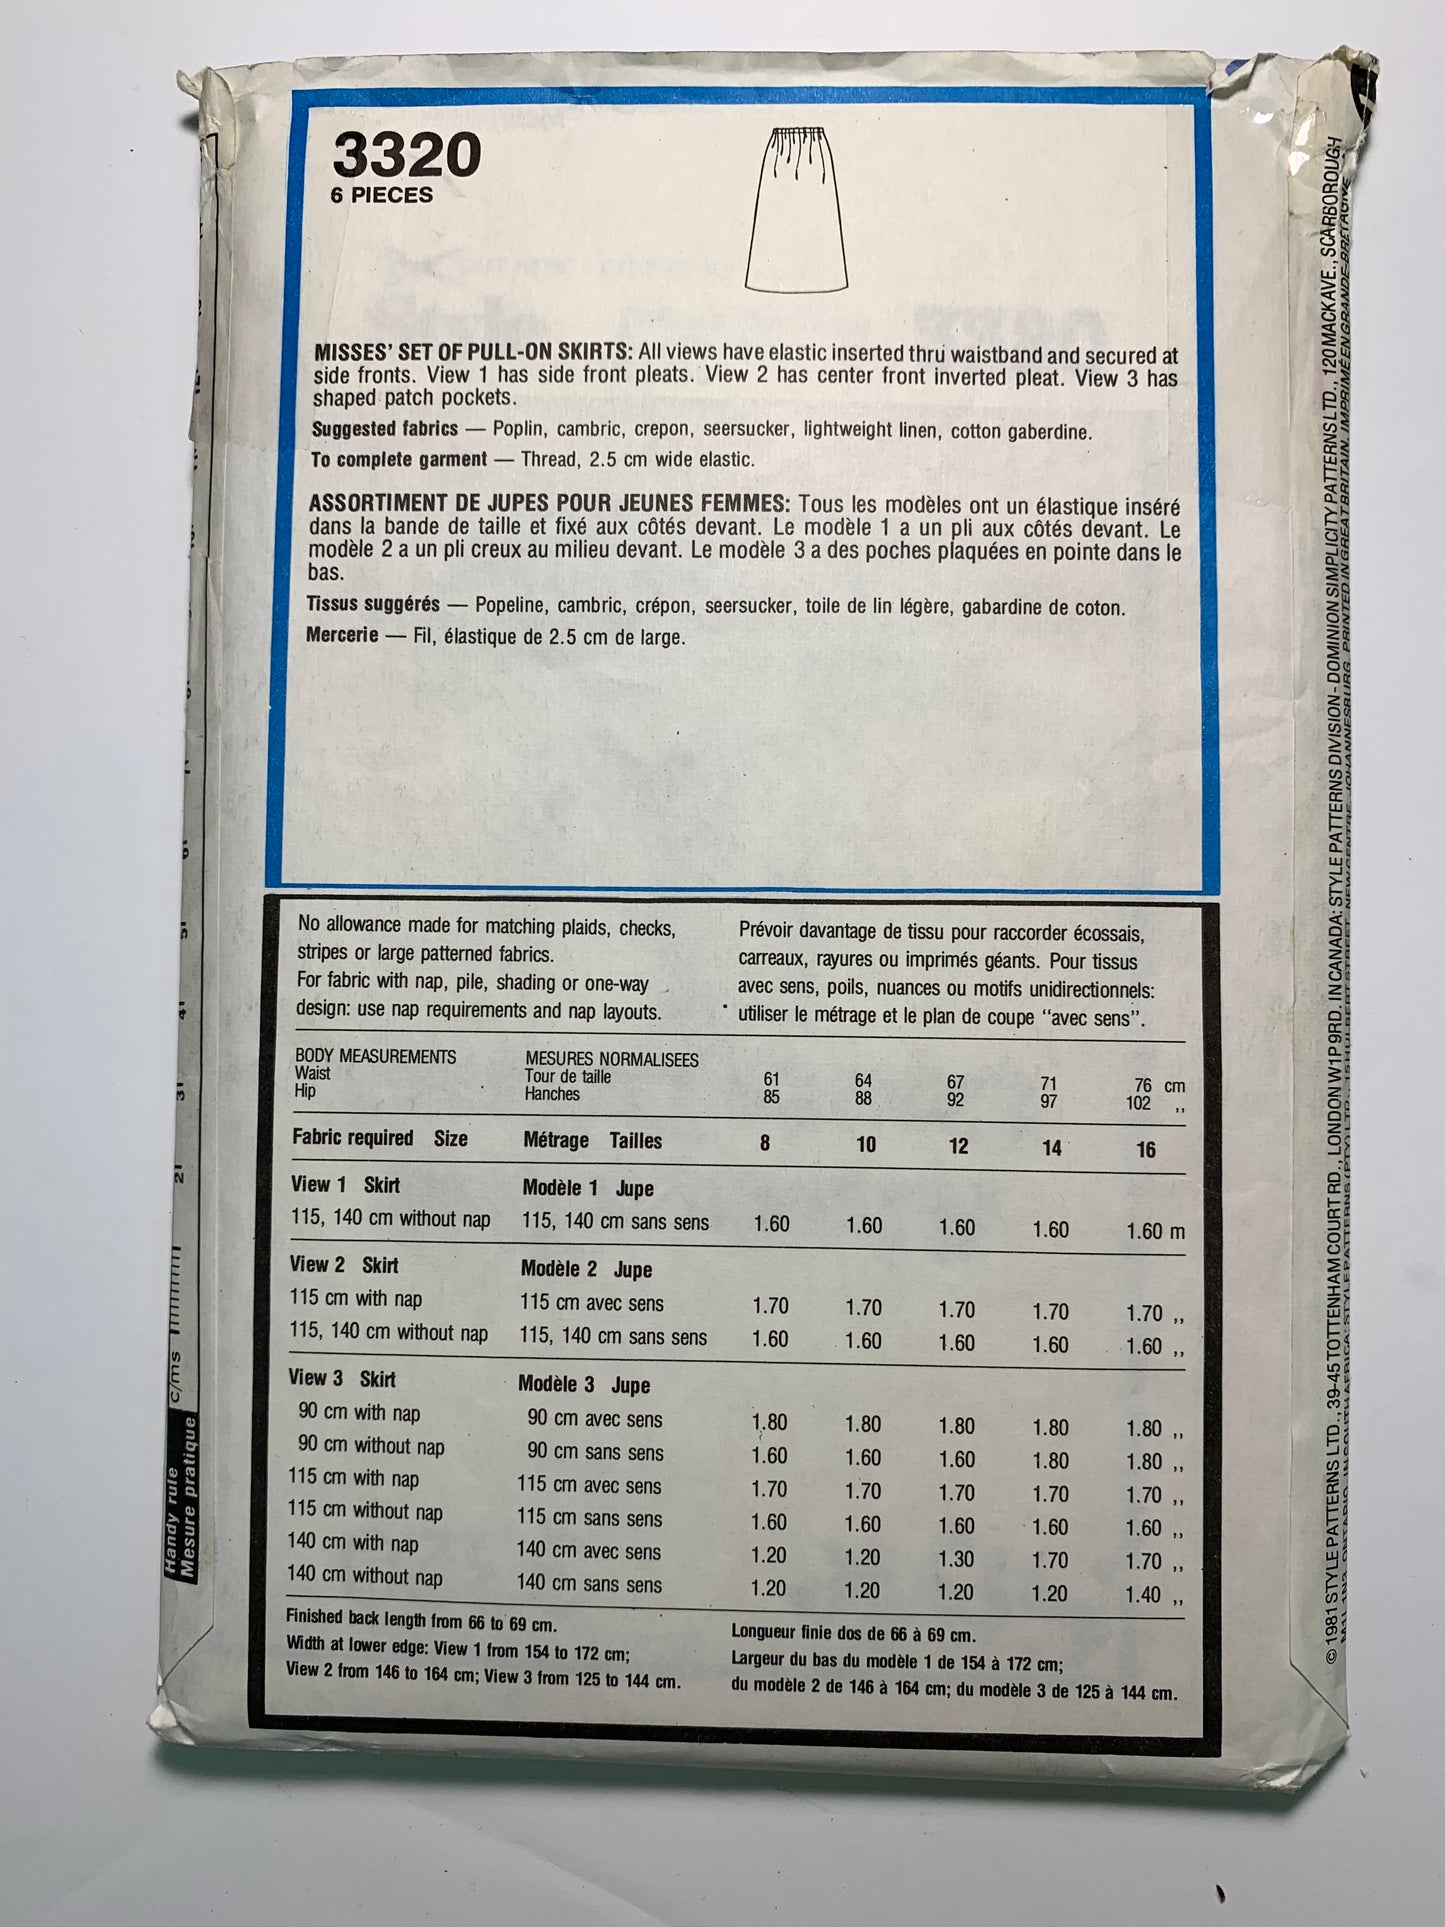 3320
6 PIECES
MISSES' SET OF PULL-ON SKIRTS: All views have elastic inserted thru waistband and secured at
side fronts. View 1 has side front pleats. View 2 has center front inverted pleat. View 3 has
shaped patch pockets.
Suggested fabrics — Poplin, cambric, crepon, seersucker, lightweight linen, cotton gaberdine.
To complete garment — Thread, 2.5 cm wide elastic.
ASSORTIMENT DE JUPES POUR JEUNES FEMMES: Tous les modèles ont un élastique inséré
dans la bande de taille et fixé aux côtés devant. Le modèle 1 a un pli aux côtés devant. Le
modèle 2 a un pli creux au milieu devant. Le modèle 3 a des poches plaquées en pointe dans le
bas.
Tissus suggérés — Popeline, cambric, crépon, seersucker, toile de lin légère, gabardine de coton.
Mercerie — Fil, élastique de 2.5 cm de large.
No allowance made for matching plaids, checks,
stripes or large patterned fabrics.
For fabric with nap, pile, shading or one-way
design: use nap requirements and nap layouts.
Prévoir davantage de tissu pour raccorder écossais,
carreaux, rayures ou imprimés géants. Pour tissus
avec sens, poils, nuances ou motifs unidirectionnels:
utiliser le métrage et le plan de coupe "avec sens".
BODY MEASUREMENTS MESURES NORMALISEES
Waist Tour de taille 61 64 67 71 76 cm
Hip Hanches 85 88 92 97 102 ,,
Fabric required Size Métrage Tailles 8 10 12 14 16
View 1 Skirt Modèle 1 Jupe
115, 140 cm without nap 115, 140 cm sans sens 1.60 1.60 1.60 1.60 1.60 m
View 2 Skirt Modèle 2 Jupe
115 cm with nap 115 cm avec sens 1.70 1.70 1.70 1.70 1.70 ,,
115, 140 cm without nap 115, 140 cm sans sens 1.60 1.60 1.60 1.60 1.60 ,,
View 3 Skirt Modèle 3 Jupe
90 cm with nap 90 cm avec sens 1.80 1.80 1.80 1.80 1.80 ,,
90 cm without nap 90 cm sans sens 1.60 1.60 1.60 1.80 1.80 ,,
115 cm with nap 115 cm avec sens 1.70 1.70 1.70 1.70 1.70 ,,
115 cm without nap 115 cm sans sens 1.60 1.60 1.60 1.60 1.60 ,,
140 cm with nap 140 cm avec sens 1.20 1.20 1.30 1.70 1.70 ,,
140 cm without nap 140 cm sans sens 1.20 1.20 1.20 1.20 1.40 ,,
Finished back length from 66 to 69 cm.
Width at lower edge: View 1 from 154 to 172 cm;
View 2 from 146 to 164 cm; View 3 from 125 to 144 cm.
Longueur finie dos de 66 à 69 cm.
Largeur du bas du modèle 1 de 154 à 172 cm;
du modèle 2 de 146 à 164 cm; du modèle 3 de 125 à 144 cm.
Handy rule
Mesure pratique
c/ms
21
31
41
51
61
© 1981 STYLE PATTERNS LTD., 39-45 TOTTENHAM COURT RD., LONDON W1P 9RD. IN CANADA: STYLE PATTERNS DIVISION - DOMINION SIMPLICITY PATTERNS LTD., 120 MACK AVE., SCARBOROUGH
PRINTED IN GREAT BRITAIN. IMPRIMÉ EN GRANDE-BRETAGNE